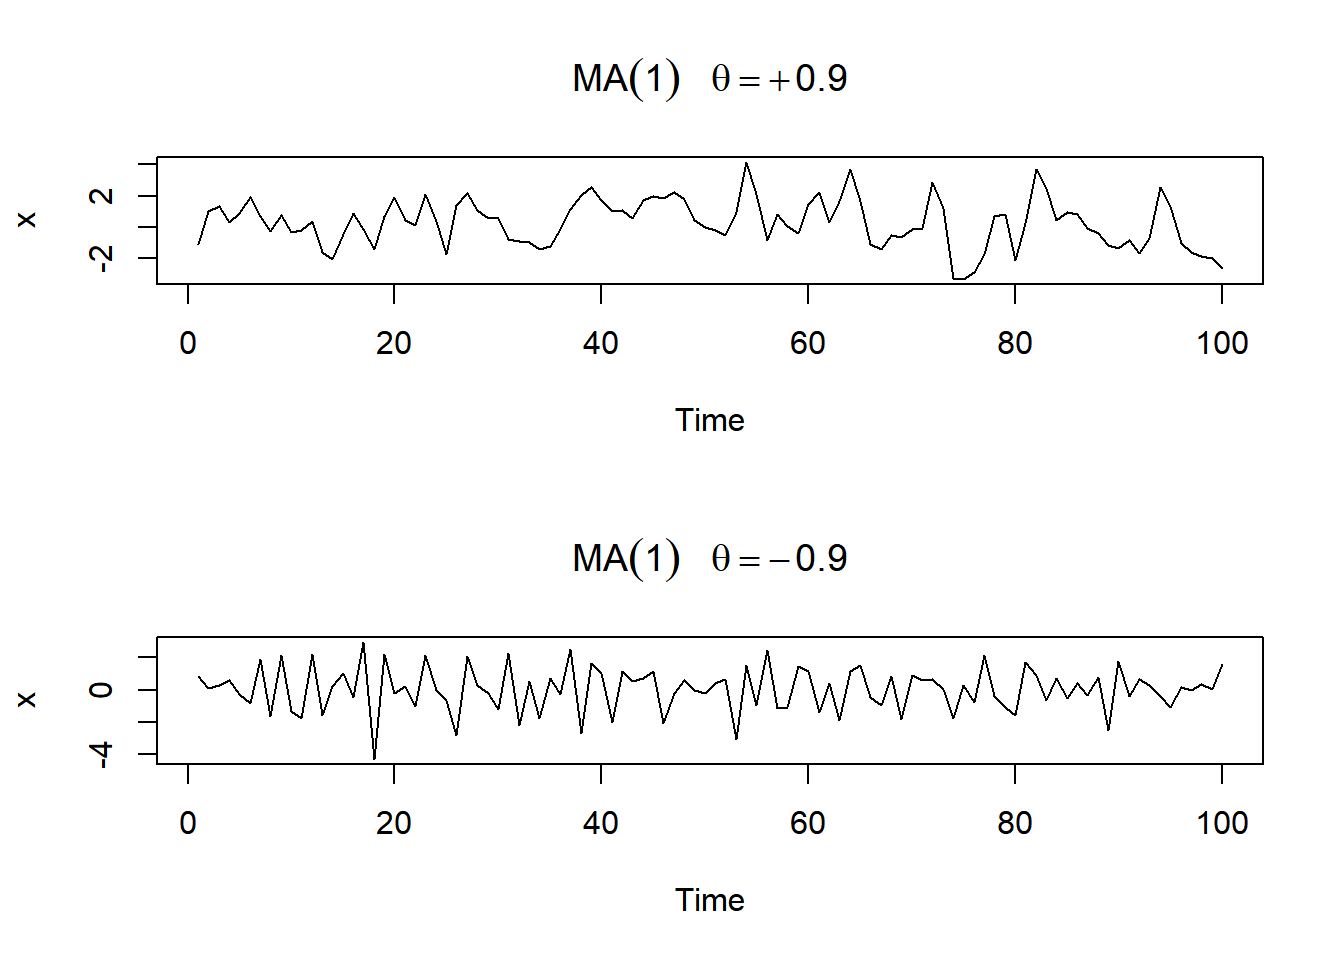 MA(1) θ = +0.9
x
2
-2
0 20 40 60 80 100
Time
MA(1) θ = −0.9
x
0
-4
0 20 40 60 80 100
Time